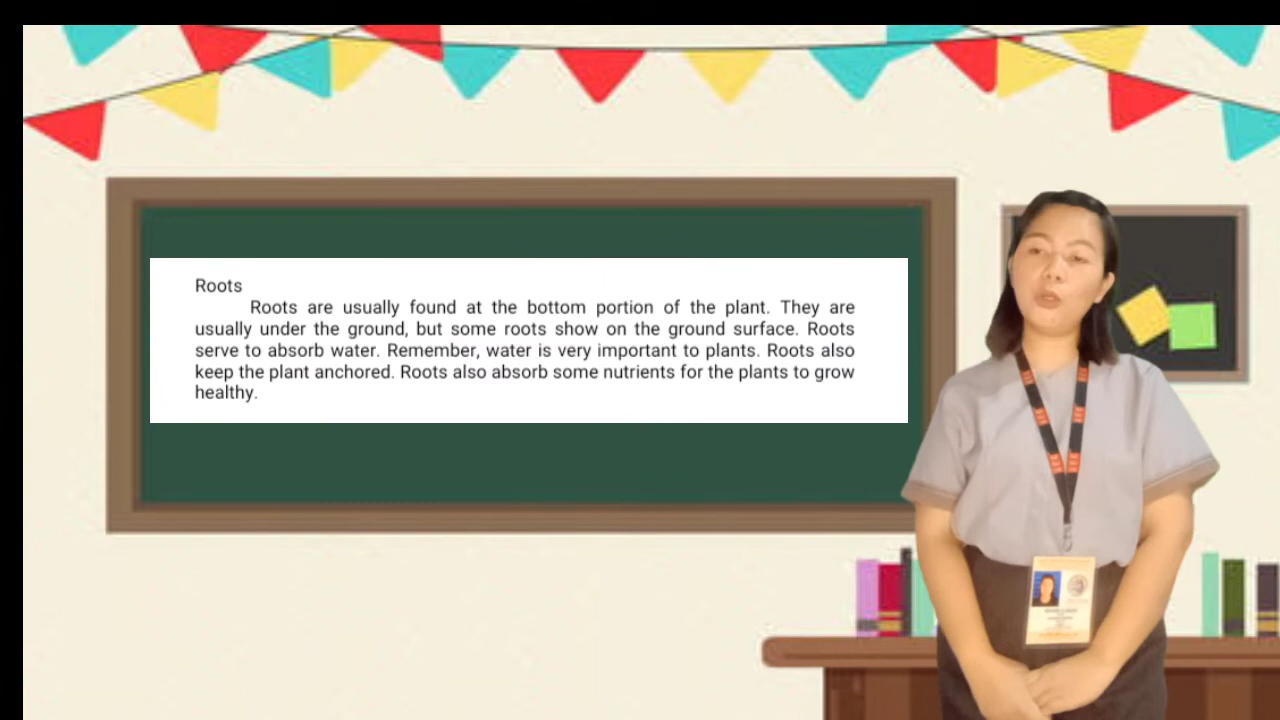 Roots
Roots are usually found at the bottom portion of the plant. They are
usually under the ground, but some roots show on the ground surface. Roots
serve to absorb water. Remember, water is very important to plants. Roots also
keep the plant anchored. Roots also absorb some nutrients for the plants to grow
healthy.